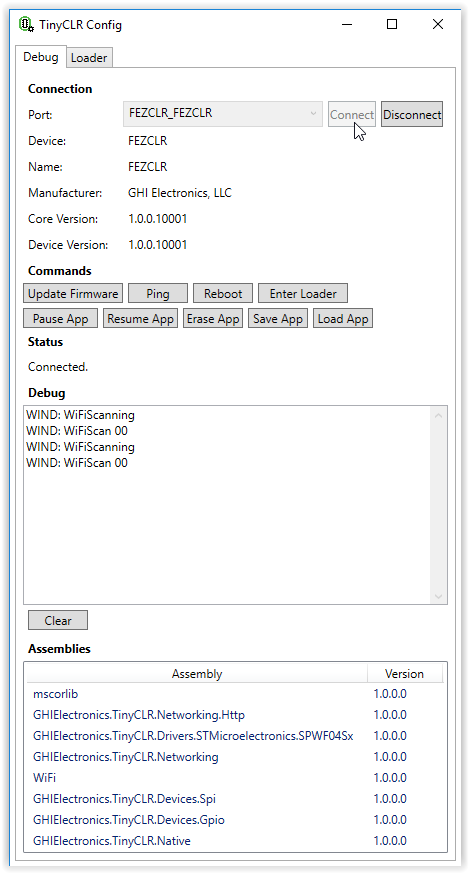 TinyCLR Config
Debug Loader
Connection
Port: FEZCLR_FEZCLR Connect Disconnect
Device: FEZCLR
Name: FEZCLR
Manufacturer: GHI Electronics, LLC
Core Version: 1.0.0.10001
Device Version: 1.0.0.10001
Commands
Update Firmware Ping Reboot Enter Loader
Pause App Resume App Erase App Save App Load App
Status
Connected.
Debug
WIND: WiFiScanning
WIND: WiFiScan 00
WIND: WiFiScanning
WIND: WiFiScan 00
Clear
Assemblies
Assembly Version
mscorlib 1.0.0.0
GHIElectronics.TinyCLR.Networking.Http 1.0.0.0
GHIElectronics.TinyCLR.Drivers.STMicroelectronics.SPWF04Sx 1.0.0.0
GHIElectronics.TinyCLR.Networking 1.0.0.0
WiFi 1.0.0.0
GHIElectronics.TinyCLR.Devices.Spi 1.0.0.0
GHIElectronics.TinyCLR.Devices.Gpio 1.0.0.0
GHIElectronics.TinyCLR.Native 1.0.0.0